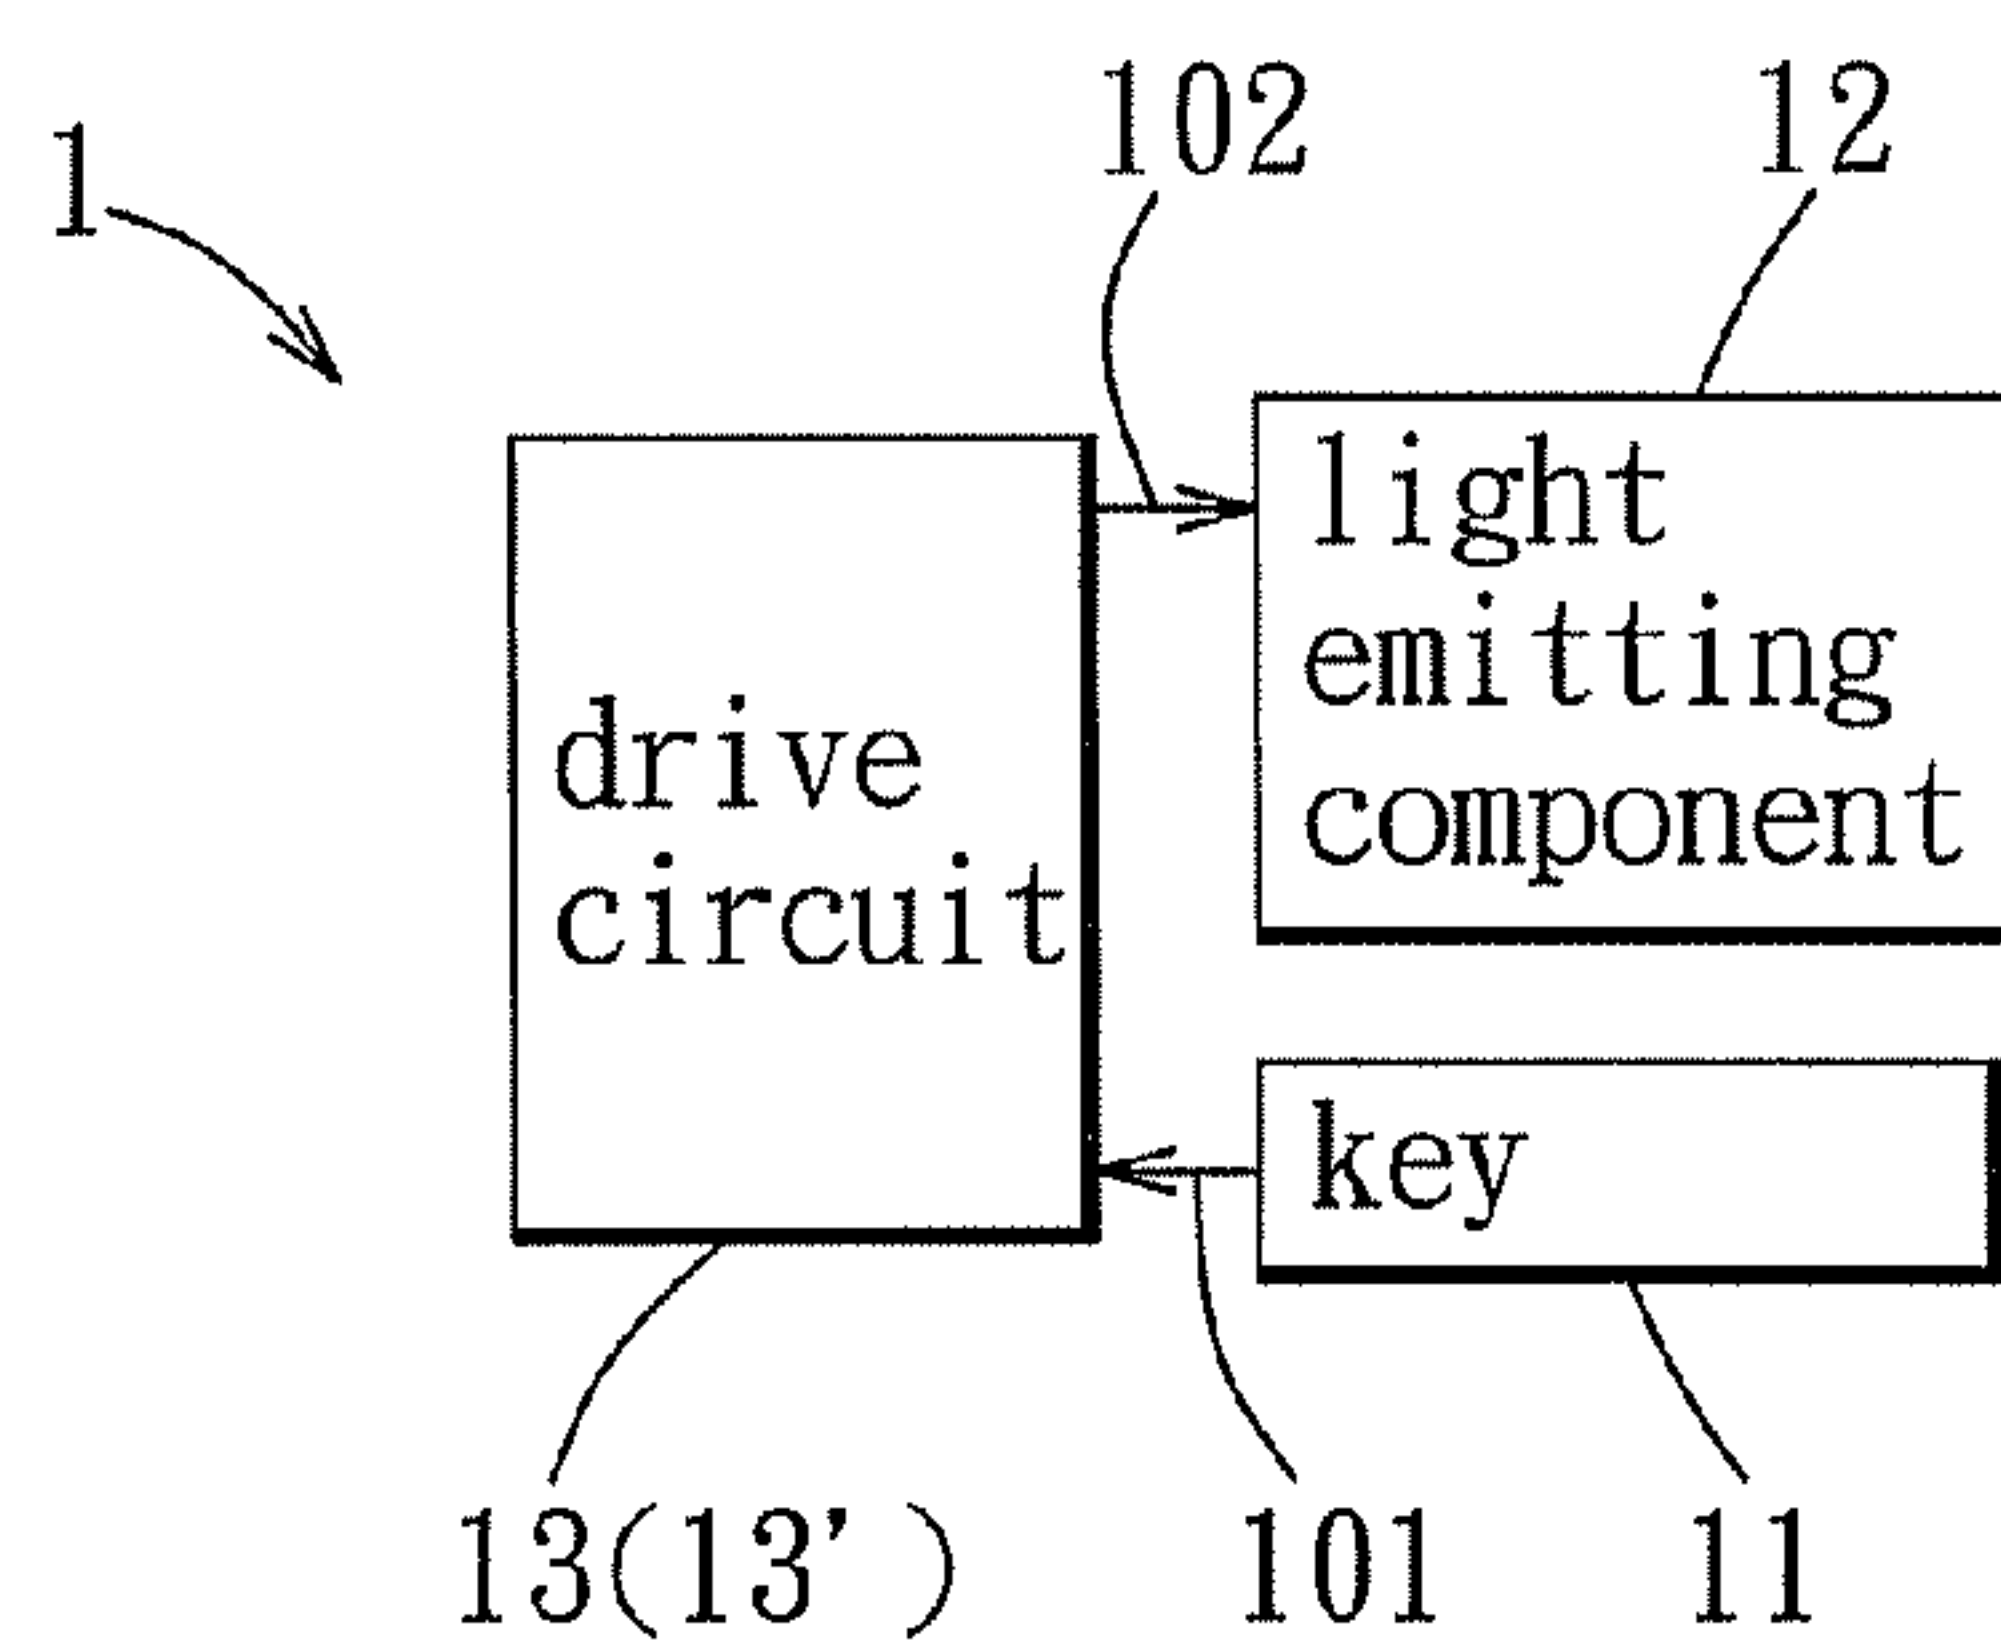 102
12
1
light
emitting
component
drive
circuit
key
13(13')
101
11